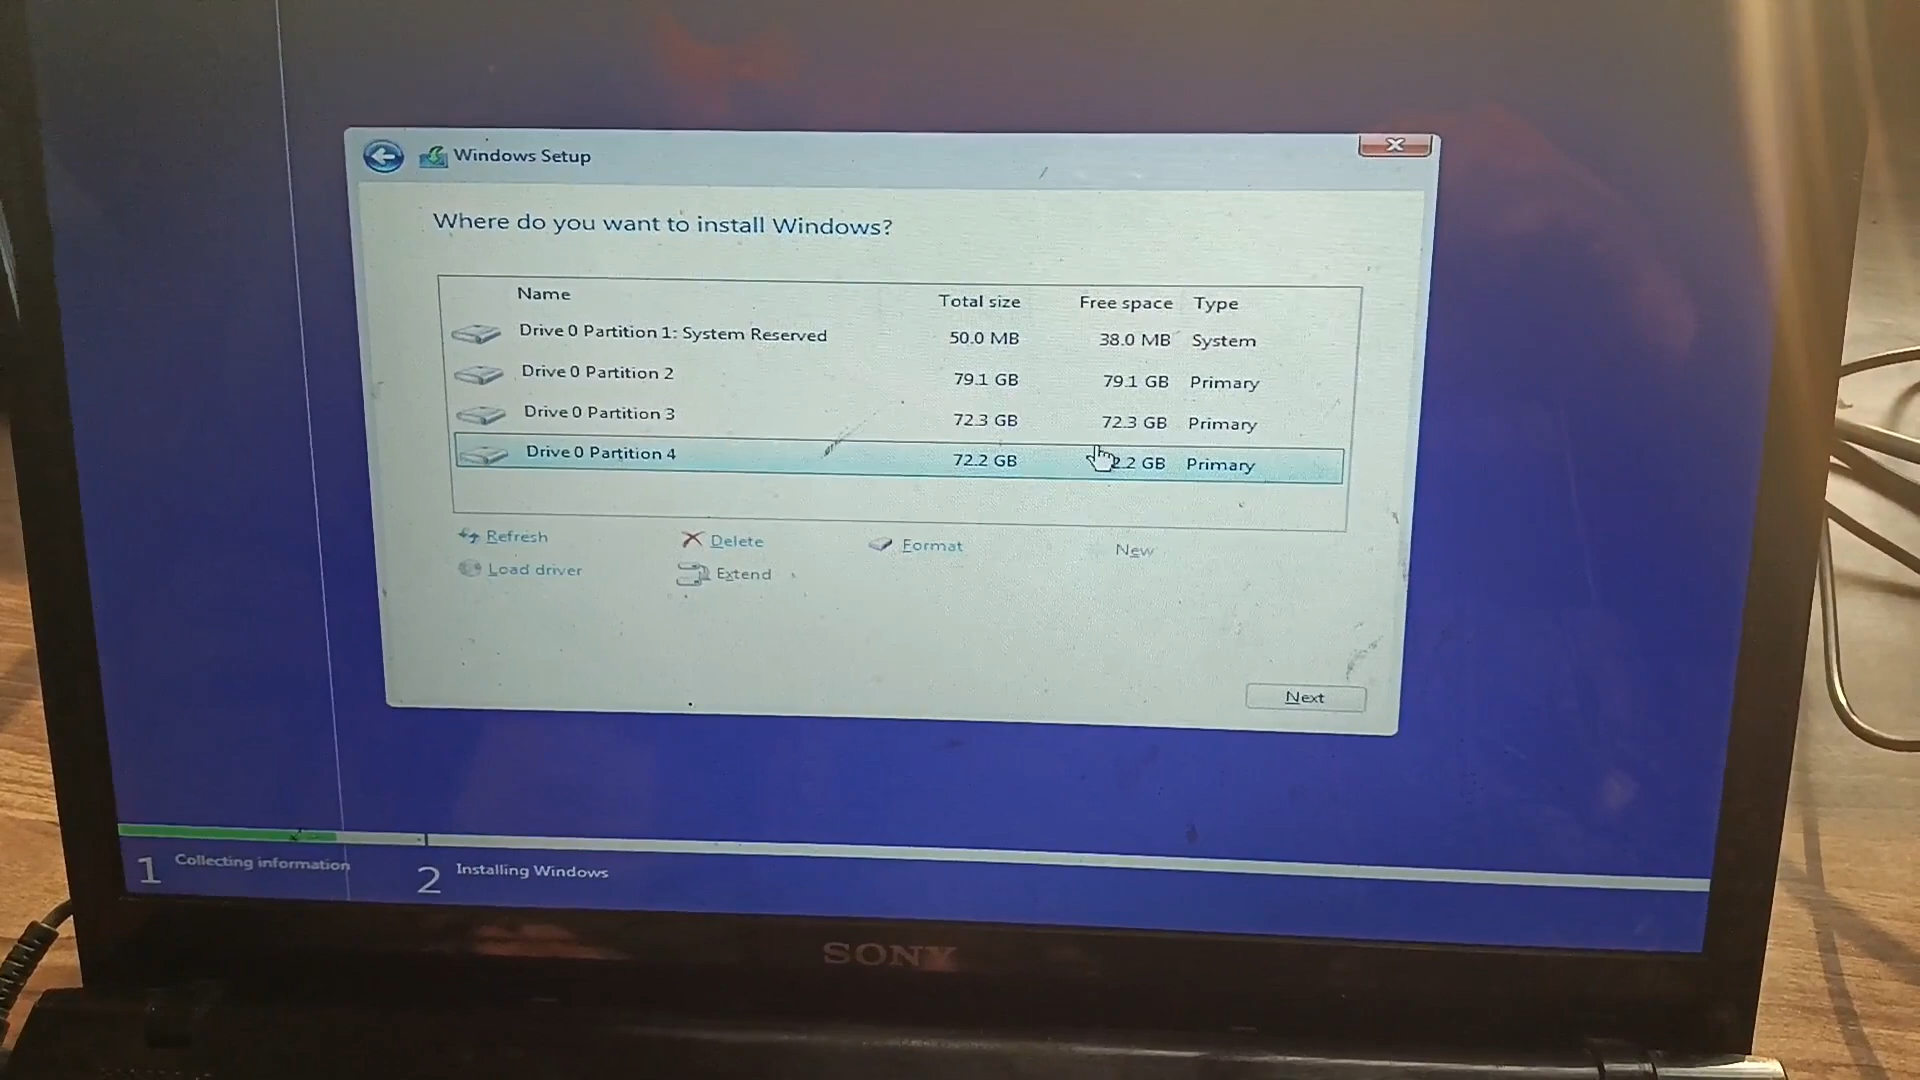 Windows Setup
Where do you want to install Windows?
Name Total size Free space Type
Drive 0 Partition 1: System Reserved 50.0 MB 38.0 MB System
Drive 0 Partition 2 79.1 GB 79.1 GB Primary
Drive 0 Partition 3 72.3 GB 72.3 GB Primary
Drive 0 Partition 4 72.2 GB 2.2 GB Primary
Refresh Delete Format New
Load driver Extend
Next
1 Collecting information 2 Installing Windows
SONY